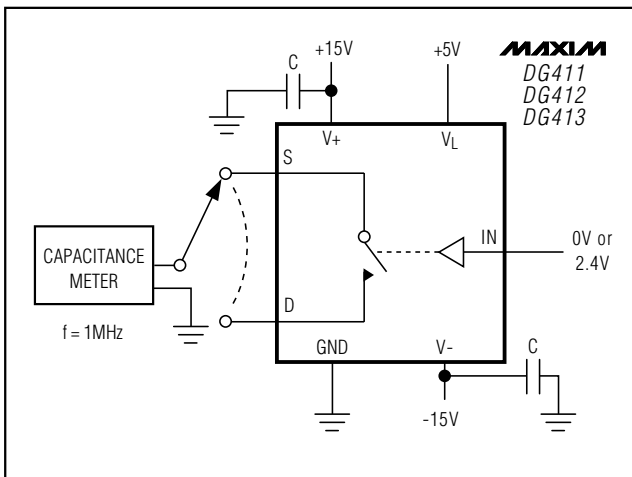 +15V
+5V
MAXIM
DG411
DG412
DG413
C
V+
VL
S
IN
0V or
2.4V
CAPACITANCE
METER
f = 1MHz
D
GND
V-
C
-15V